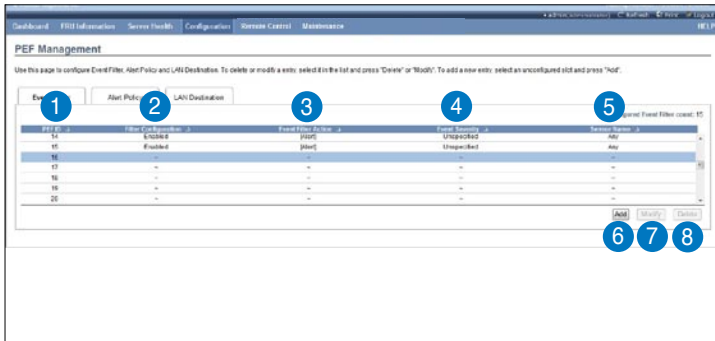 • admin(administrator) Refresh Print Logout
Dashboard FRU Information Server Health Configuration Remote Control Maintenance HELP
PEF Management
Use this page to configure Event Filter, Alert Policy and LAN Destination. To delete or modify a entry, select it in the list and press "Delete" or "Modify". To add a new entry, select an unconfigured slot and press "Add".
Alert Policy LAN Destination
1 2 3 4 5
Event Filter count: 15
PEF ID Filter Configuration Event Filter Action Event Severity Sensor Name
14 Enabled [Alert] Unspecified Any
15 Enabled [Alert] Unspecified Any
16 ~ ~ ~ ~
17 ~ ~ ~ ~
18 ~ ~ ~ ~
19 ~ ~ ~ ~
20 ~ ~ ~ ~
Add Modify Delete
6 7 8